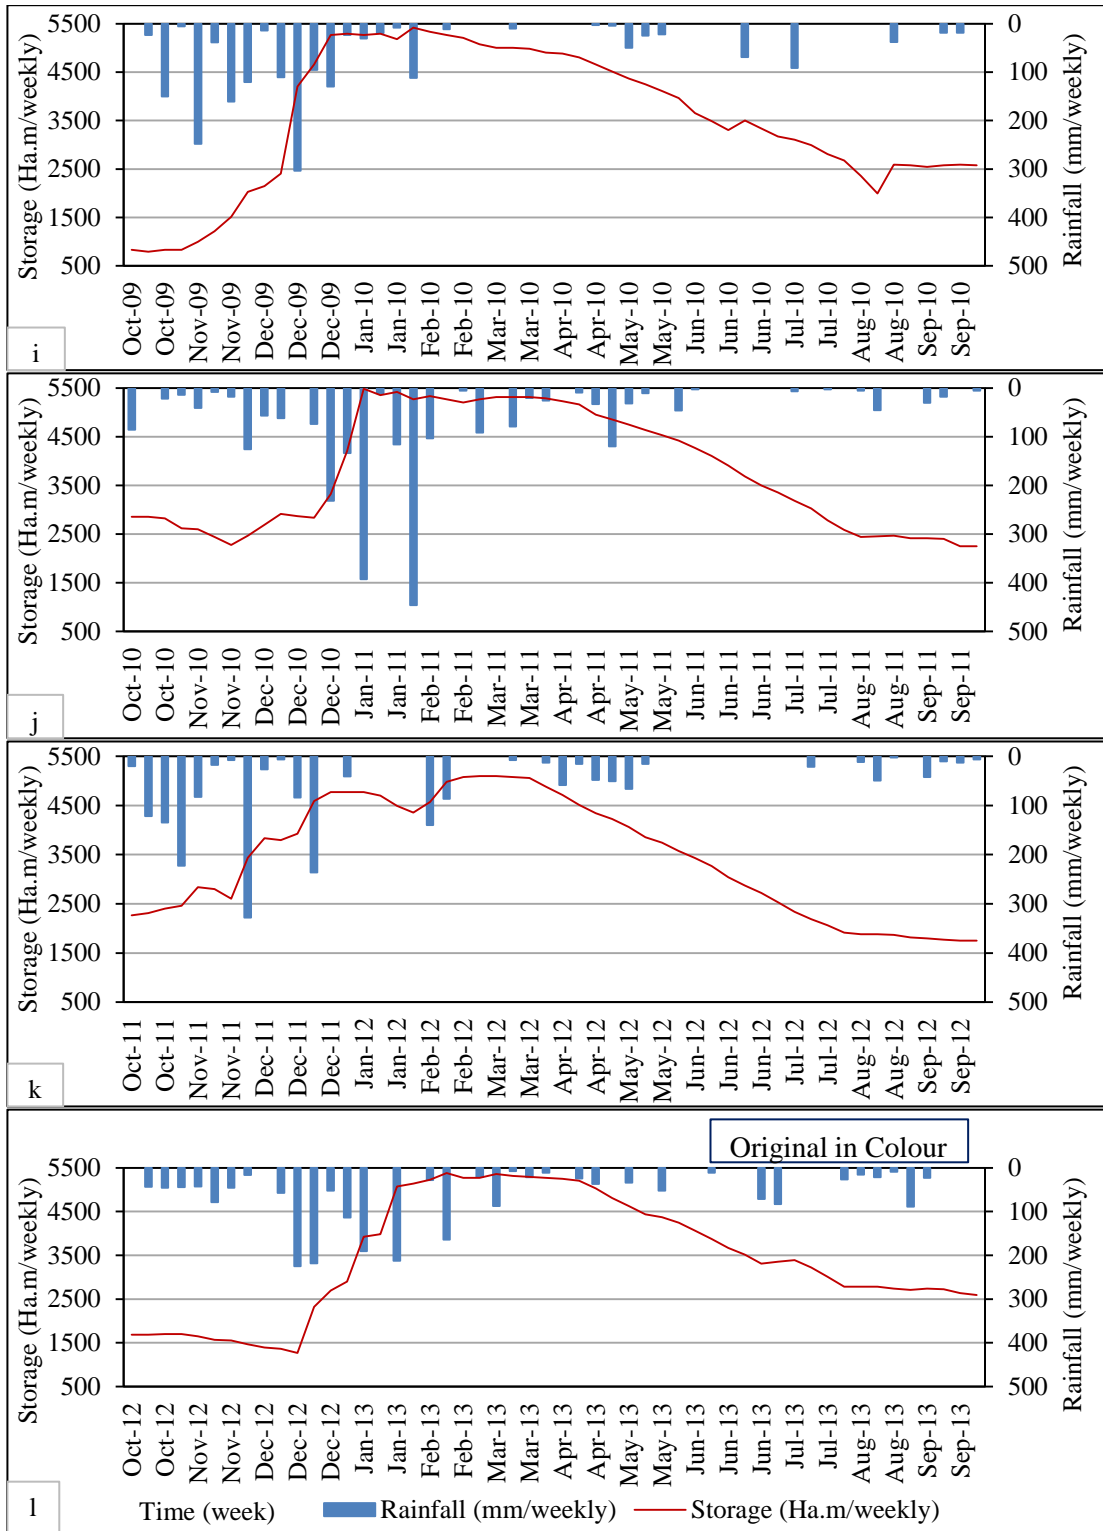 5500 4500 3500 2500 1500 500
Storage (Ha.m/weekly)
0 100 200 300 400 500
Rainfall (mm/weekly)
Oct-09 Oct-09 Nov-09 Nov-09 Dec-09 Dec-09 Dec-09 Jan-10 Jan-10 Feb-10 Feb-10 Mar-10 Mar-10 Apr-10 Apr-10 May-10 May-10 Jun-10 Jun-10 Jun-10 Jul-10 Jul-10 Aug-10 Aug-10 Sep-10 Sep-10
i
5500 4500 3500 2500 1500 500
Storage (Ha.m/weekly)
0 100 200 300 400 500
Rainfall (mm/weekly)
Oct-10 Oct-10 Nov-10 Nov-10 Dec-10 Dec-10 Dec-10 Jan-11 Jan-11 Feb-11 Feb-11 Mar-11 Mar-11 Apr-11 Apr-11 May-11 May-11 Jun-11 Jun-11 Jun-11 Jul-11 Jul-11 Aug-11 Aug-11 Sep-11 Sep-11
j
5500 4500 3500 2500 1500 500
Storage (Ha.m/weekly)
0 100 200 300 400 500
Rainfall (mm/weekly)
Oct-11 Oct-11 Nov-11 Nov-11 Dec-11 Dec-11 Dec-11 Jan-12 Jan-12 Feb-12 Feb-12 Mar-12 Mar-12 Apr-12 Apr-12 May-12 May-12 Jun-12 Jun-12 Jun-12 Jul-12 Jul-12 Aug-12 Aug-12 Sep-12 Sep-12
k
Original in Colour
5500 4500 3500 2500 1500 500
Storage (Ha.m/weekly)
0 100 200 300 400 500
Rainfall (mm/weekly)
Oct-12 Oct-12 Nov-12 Nov-12 Dec-12 Dec-12 Dec-12 Jan-13 Jan-13 Feb-13 Feb-13 Mar-13 Mar-13 Apr-13 Apr-13 May-13 May-13 Jun-13 Jun-13 Jun-13 Jul-13 Jul-13 Aug-13 Aug-13 Sep-13 Sep-13
l
Time (week) Rainfall (mm/weekly) Storage (Ha.m/weekly)